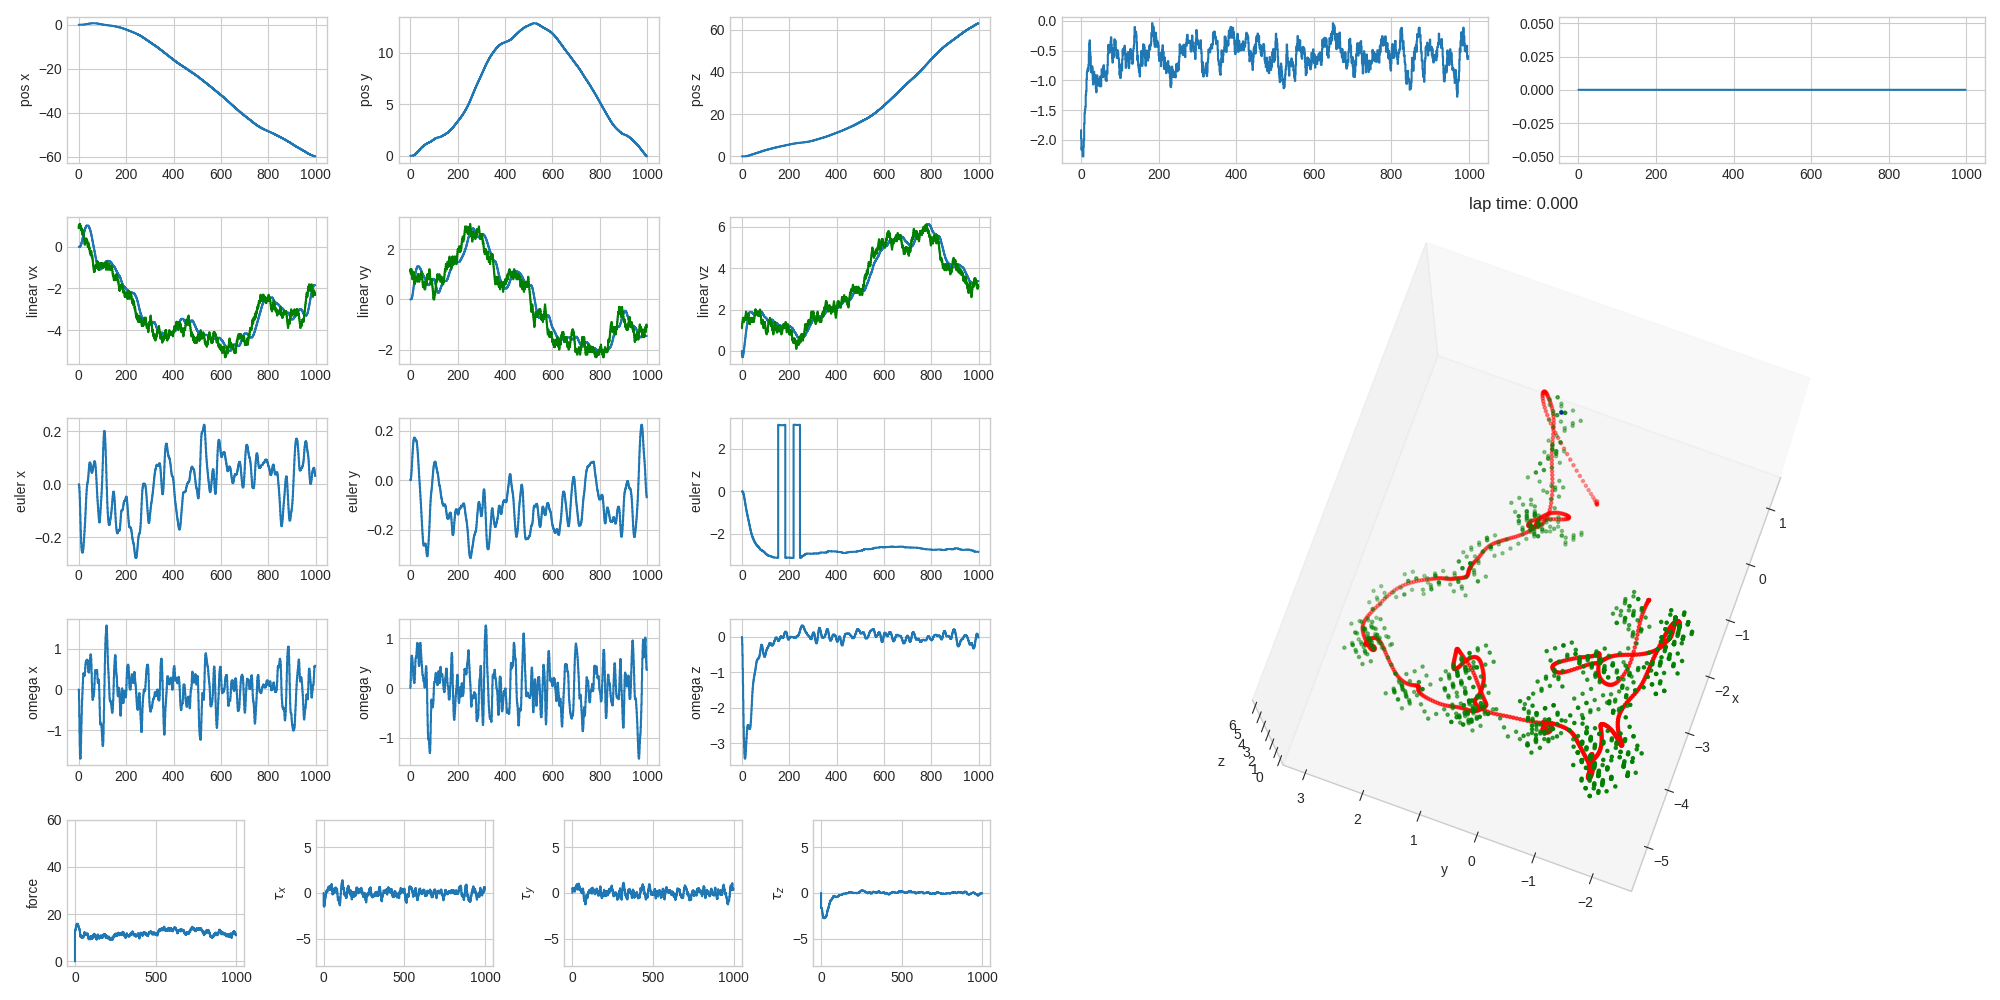 pos x
0
−20
−40
−60
0 200 400 600 800 1000
pos y
10
5
0
0 200 400 600 800 1000
pos z
60
40
20
0
0 200 400 600 800 1000
0.0
−0.5
−1.0
−1.5
−2.0
0 200 400 600 800 1000
0.050
0.025
0.000
−0.025
−0.050
0 200 400 600 800 1000
linear vx
0
−2
−4
0 200 400 600 800 1000
linear vy
2
0
−2
0 200 400 600 800 1000
linear vz
6
4
2
0
0 200 400 600 800 1000
euler x
0.2
0.0
−0.2
0 200 400 600 800 1000
euler y
0.2
0.0
−0.2
0 200 400 600 800 1000
euler z
2
0
−2
0 200 400 600 800 1000
omega x
1
0
−1
0 200 400 600 800 1000
omega y
1
0
−1
0 200 400 600 800 1000
omega z
0
−1
−2
−3
0 200 400 600 800 1000
force
60
40
20
0
0 500 1000
τx
5
0
−5
0 500 1000
τy
5
0
−5
0 500 1000
τz
5
0
−5
0 500 1000
lap time: 0.000
1
0
−1
−2
x
−3
−4
−5
6
5
4
3
2
1
0
z
3
2
1
0
−1
−2
y